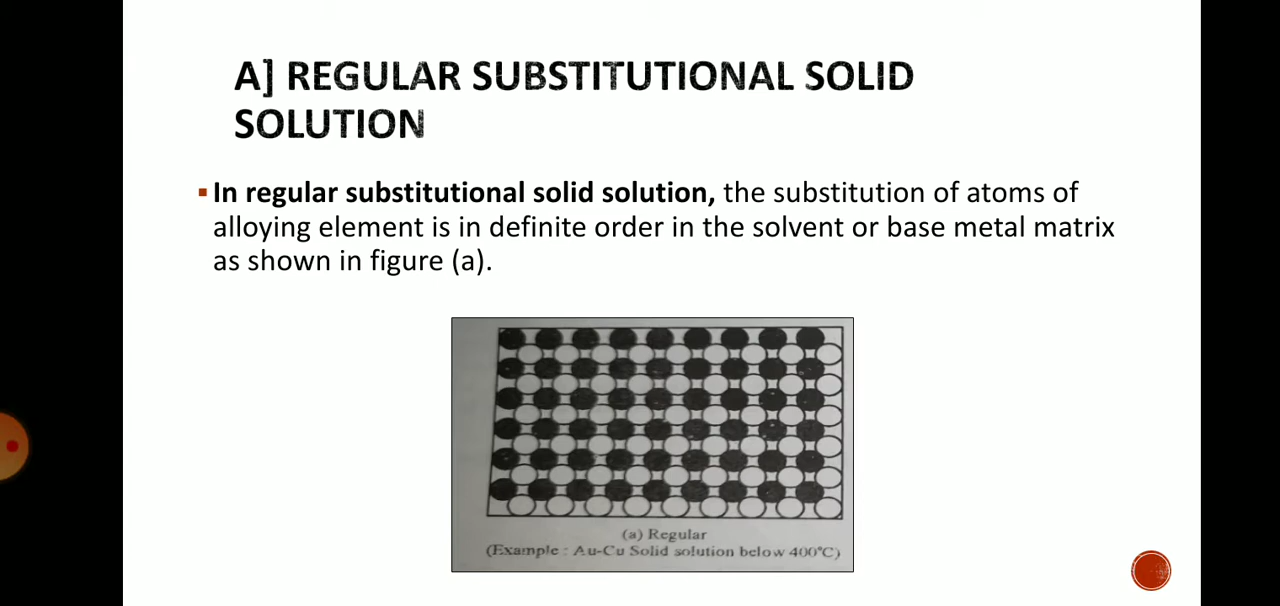 A] REGULAR SUBSTITUTIONAL SOLID
SOLUTION
In regular substitutional solid solution, the substitution of atoms of
alloying element is in definite order in the solvent or base metal matrix
as shown in figure (a).
(a) Regular
(Example : Au-Cu Solid solution below 400°C)